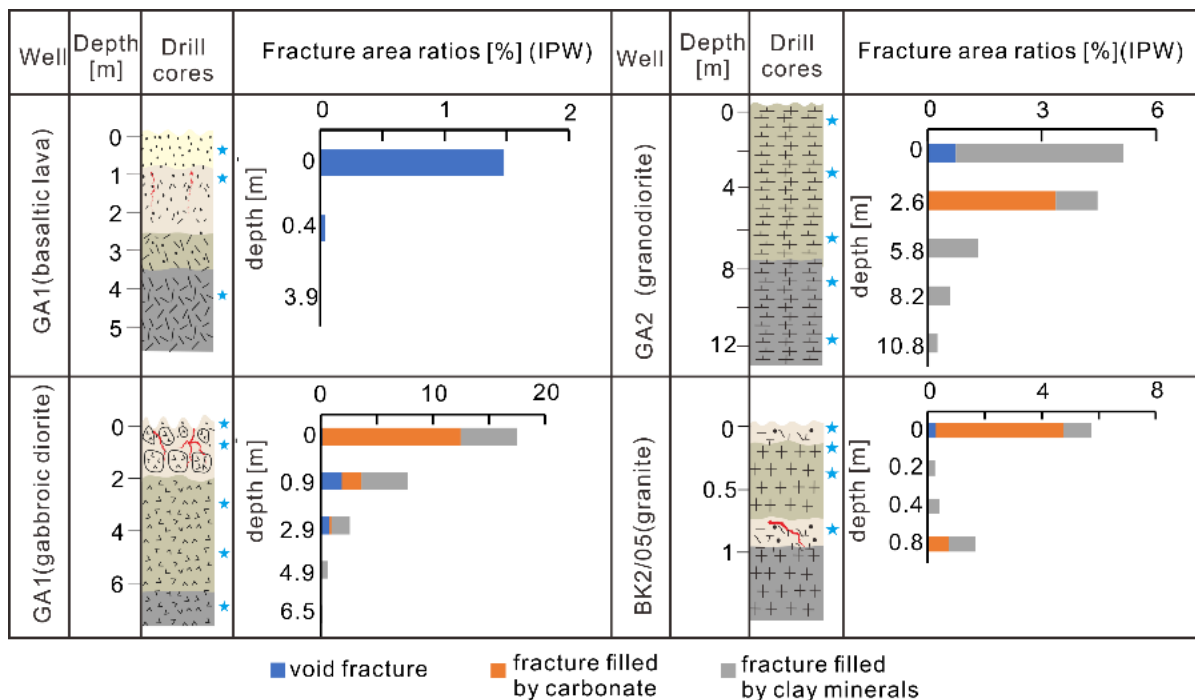 Well
Depth
[m]
Drill
cores
Fracture area ratios [%] (IPW)
Well
Depth
[m]
Drill
cores
Fracture area ratios [%](IPW)
GA1(basaltic lava)
0
1
2
3
4
5
0 1 2
depth [m]
0
0.4
3.9
GA2 (granodiorite)
0
4
8
12
0 3 6
depth [m]
0
2.6
5.8
8.2
10.8
GA1(gabbroic diorite)
0
2
4
6
0 10 20
depth [m]
0
0.9
2.9
4.9
6.5
BK2/05(granite)
0
0.5
1
0 4 8
depth [m]
0
0.2
0.4
0.8
void fracture
fracture filled
by carbonate
fracture filled
by clay minerals